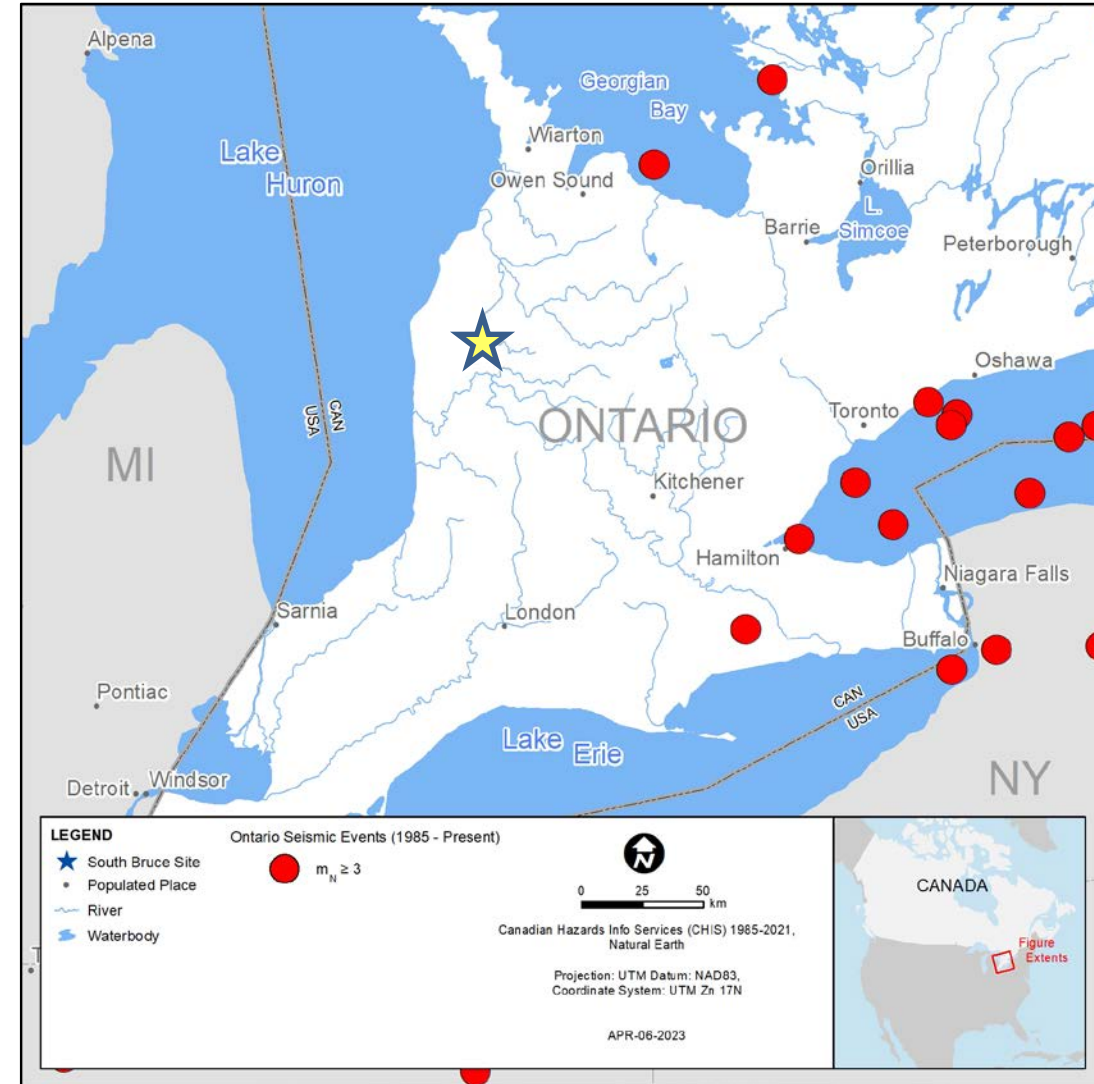 Alpena
Georgian
Bay
Wiarton
Lake
Huron
Owen Sound
Orillia
L.
Simcoe
Barrie
Peterborough
Oshawa
CAN
USA
ONTARIO
Toronto
MI
Kitchener
Hamilton
Niagara Falls
Sarnia
London
Buffalo
Pontiac
CAN
USA
Lake
Erie
NY
Detroit
Windsor
LEGEND
South Bruce Site
Populated Place
River
Waterbody
Ontario Seismic Events (1985 - Present)
mN ≥ 3
N
0 25 50
km
Canadian Hazards Info Services (CHIS) 1985-2021,
Natural Earth
Projection: UTM Datum: NAD83,
Coordinate System: UTM Zn 17N
APR-06-2023
CANADA
Figure
Extents